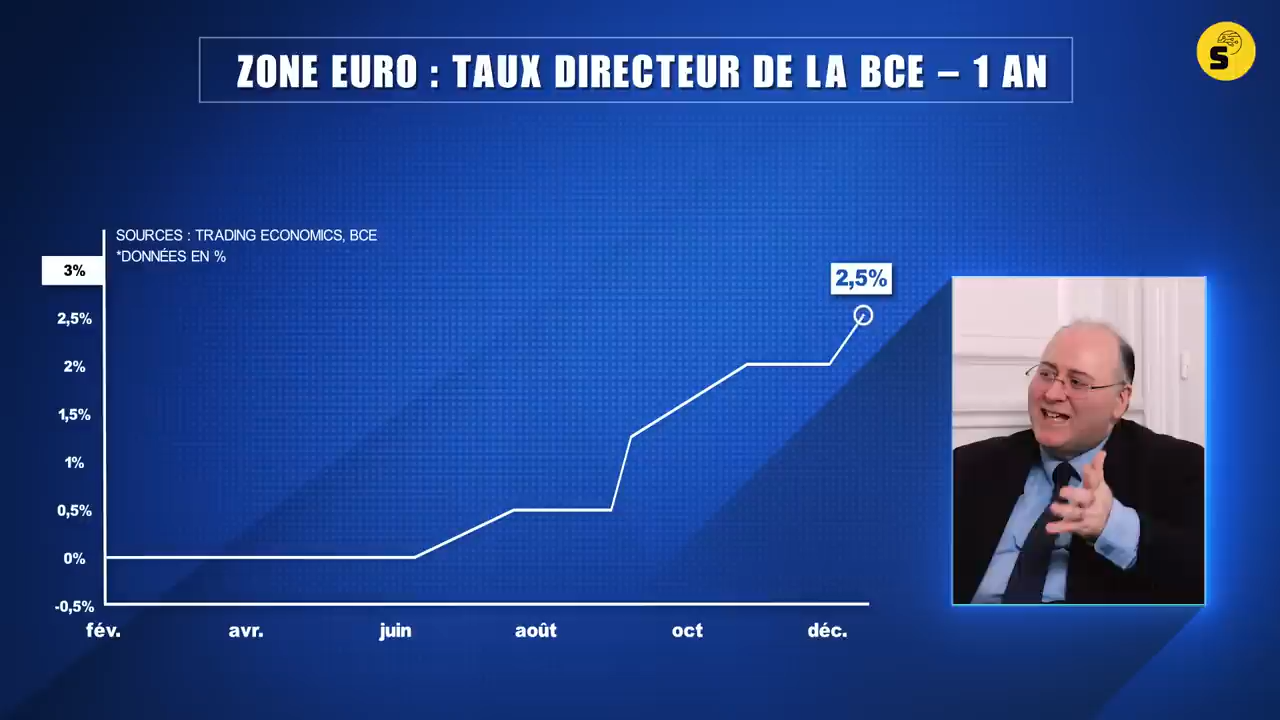 ZONE EURO : TAUX DIRECTEUR DE LA BCE – 1 AN
S
SOURCES : TRADING ECONOMICS, BCE
*DONNÉES EN %
3%
2,5%
2,5%
2%
1,5%
1%
0,5%
0%
-0,5%
fév. avr. juin août oct déc.